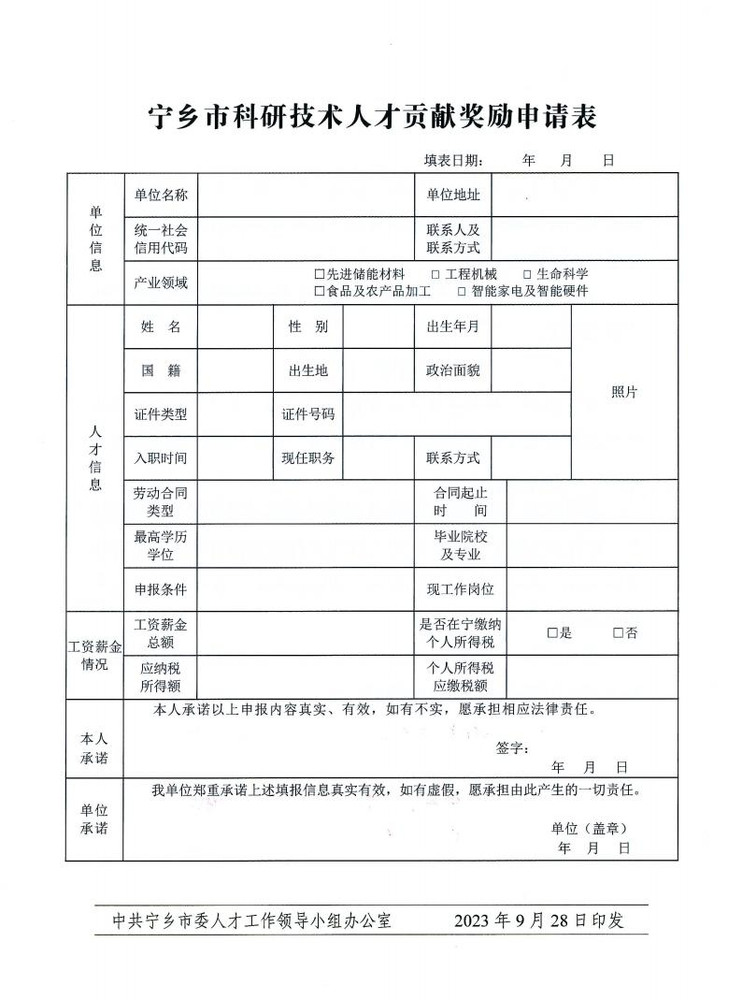 宁乡市科研技术人才贡献奖励申请表
填表日期： 年 月 日
单位信息
单位名称 单位地址
统一社会信用代码 联系人及联系方式
产业领域
□先进储能材料 □ 工程机械 □ 生命科学
□食品及农产品加工 □ 智能家电及智能硬件
人才信息
姓 名 性 别 出生年月
照片
国 籍 出生地 政治面貌
证件类型 证件号码
入职时间 现任职务 联系方式
劳动合同类型 合同起止时 间
最高学历学位 毕业院校及专业
申报条件 现工作岗位
工资薪金情况
工资薪金总额 是否在宁缴纳个人所得税 □是 □否
应纳税所得额 个人所得税应缴税额
本人承诺
本人承诺以上申报内容真实、有效，如有不实，愿承担相应法律责任。
签字：
年 月 日
单位承诺
我单位郑重承诺上述填报信息真实有效，如有虚假，愿承担由此产生的一切责任。
单位（盖章）
年 月 日
中共宁乡市委人才工作领导小组办公室 2023 年 9 月 28 日印发